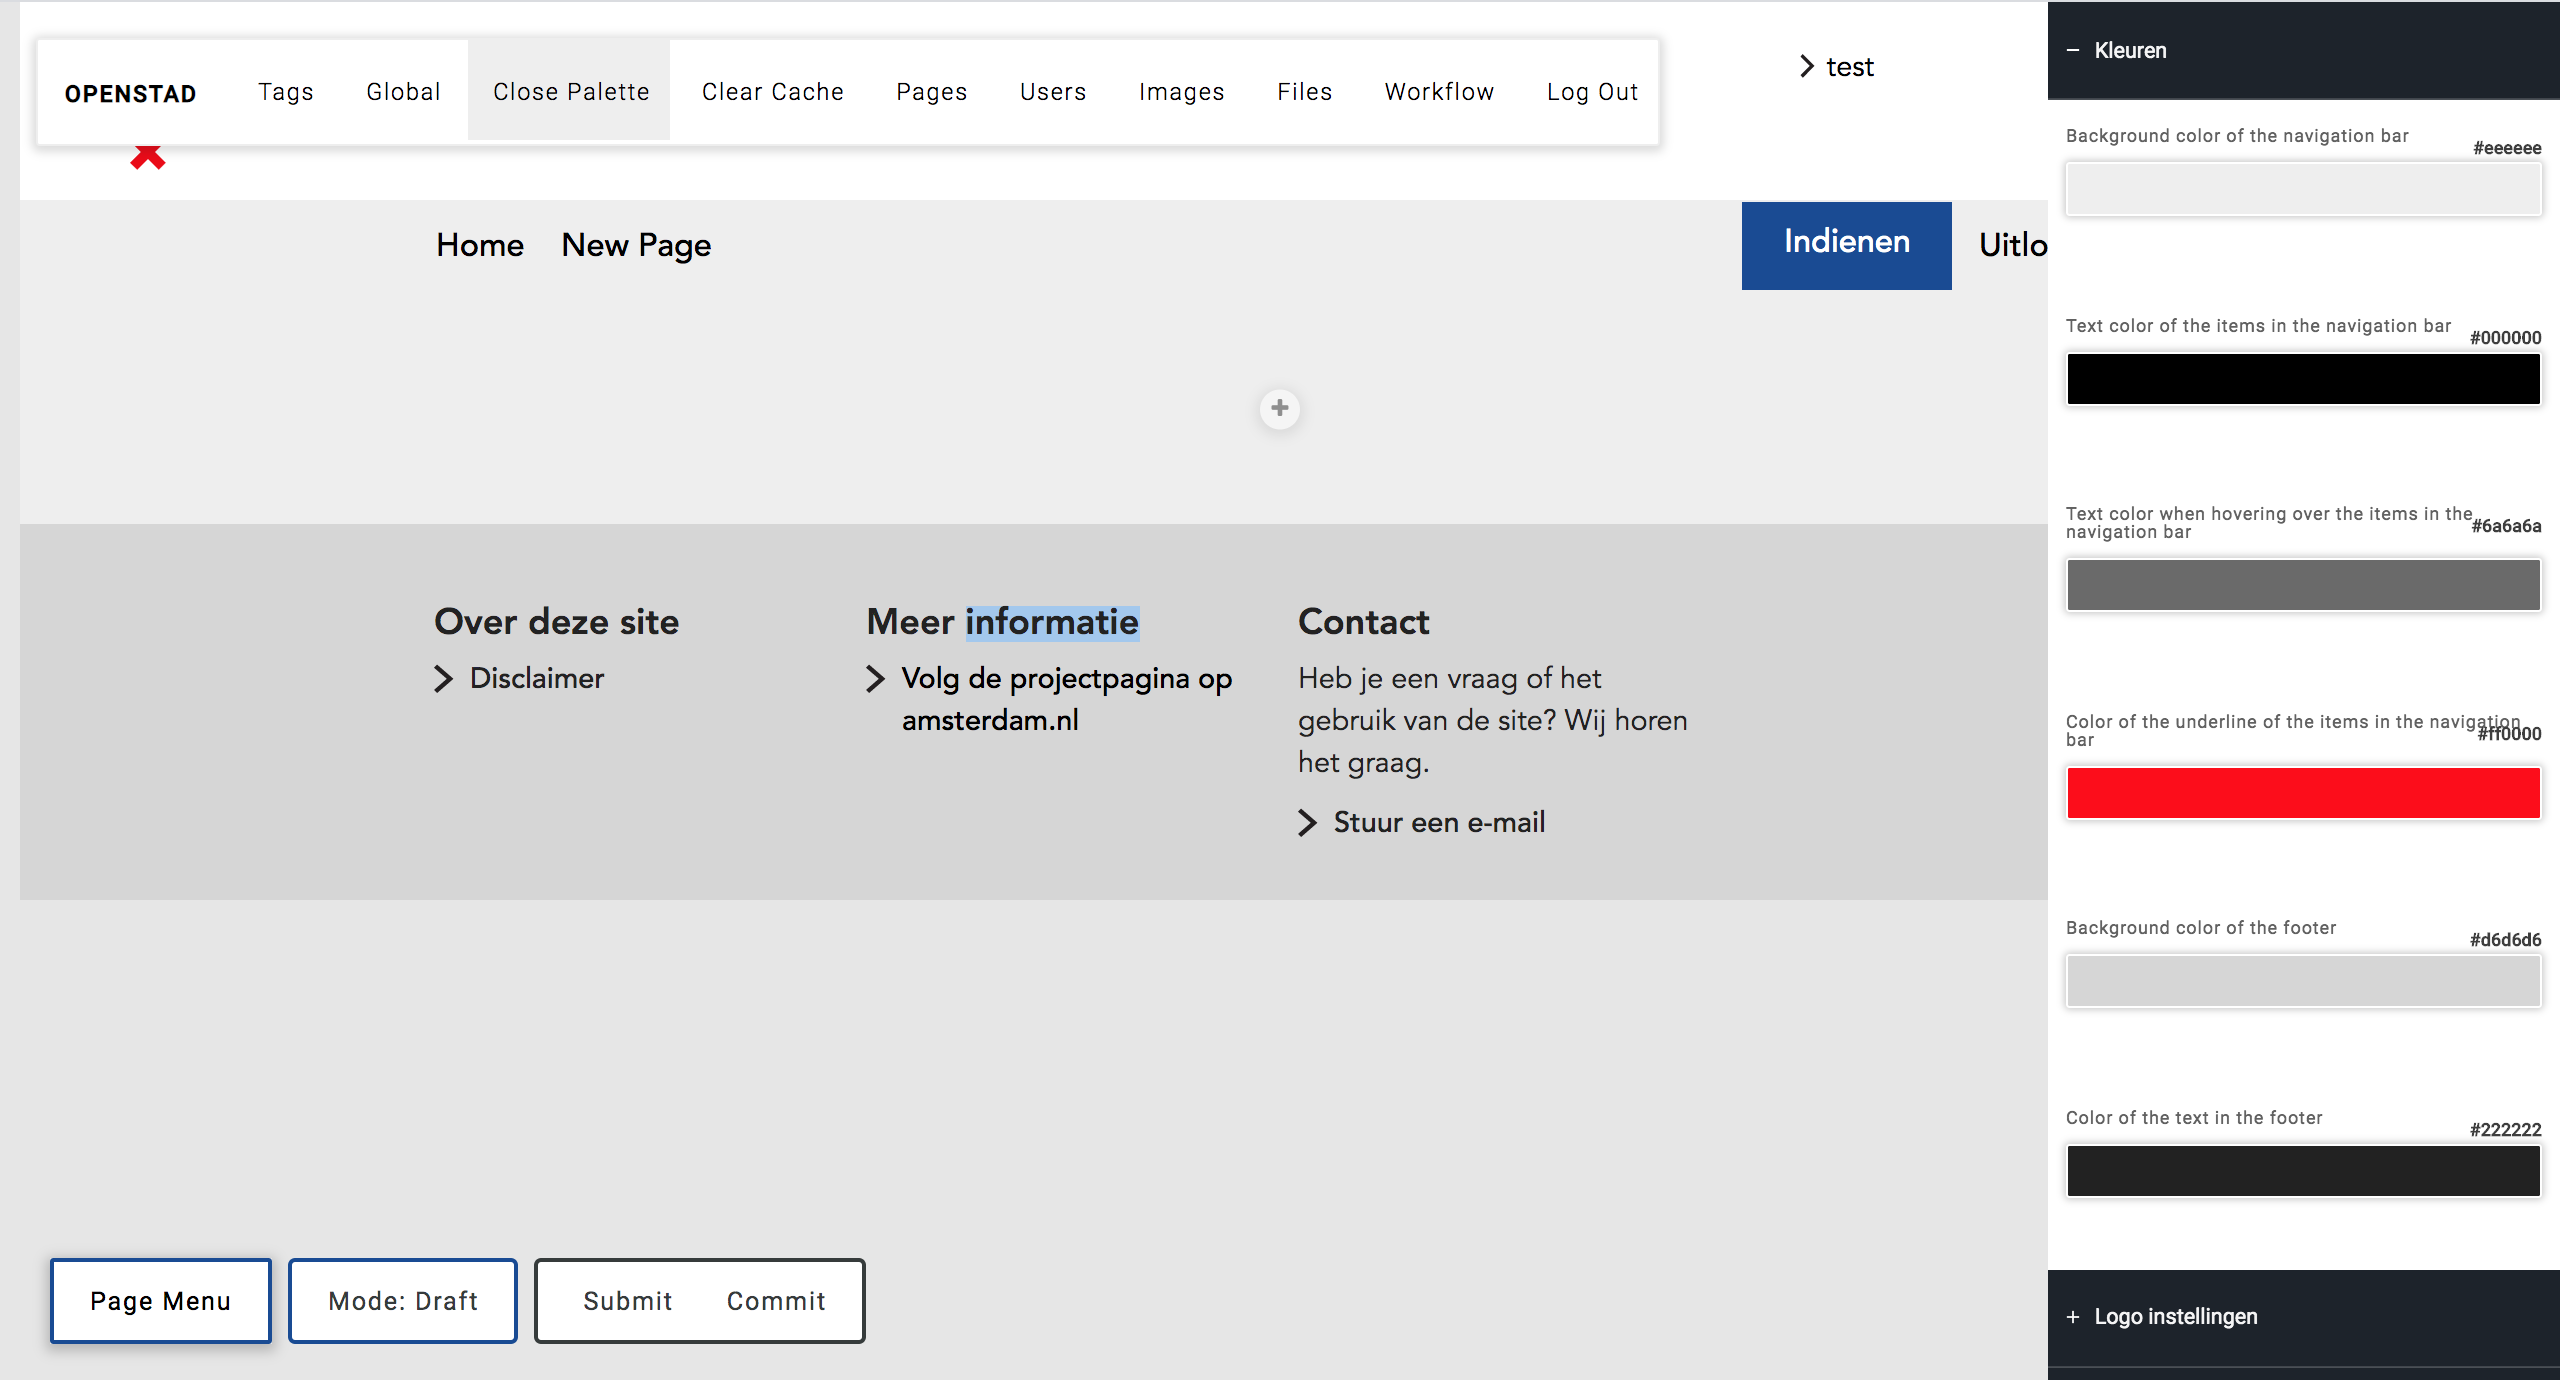 OPENSTAD Tags Global Close Palette Clear Cache Pages Users Images Files Workflow Log Out
test
Home New Page Indienen Uitlo
Over deze site
Disclaimer
Meer informatie
Volg de projectpagina op
amsterdam.nl
Contact
Heb je een vraag of het
gebruik van de site? Wij horen
het graag.
Stuur een e-mail
Page Menu Mode: Draft Submit Commit
Kleuren
Background color of the navigation bar
#eeeeee
Text color of the items in the navigation bar
#000000
Text color when hovering over the items in the
navigation bar
#6a6a6a
Color of the underline of the items in the navigation
bar
#ff0000
Background color of the footer
#d6d6d6
Color of the text in the footer
#222222
Logo instellingen